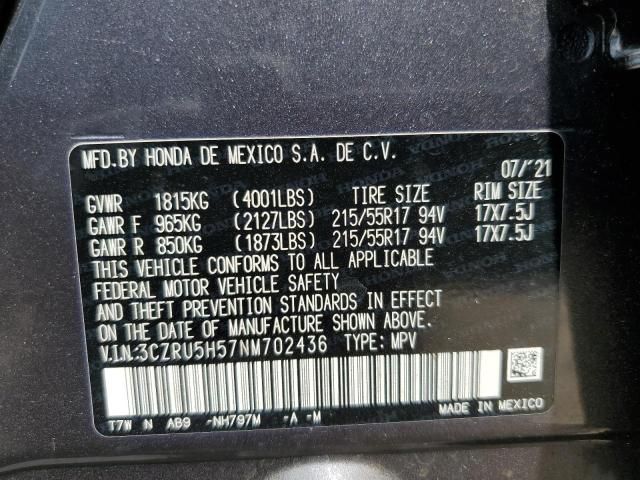 MFD.BY HONDA DE MEXICO S.A. DE C.V.
07/'21
GVWR 1815KG (4001LBS) TIRE SIZE RIM SIZE
GAWR F 965KG (2127LBS) 215/55R17 94V 17X7.5J
GAWR R 850KG (1873LBS) 215/55R17 94V 17X7.5J
THIS VEHICLE CONFORMS TO ALL APPLICABLE
FEDERAL MOTOR VEHICLE SAFETY
AND THEFT PREVENTION STANDARDS IN EFFECT
ON THE DATE OF MANUFACTURE SHOWN ABOVE.
V.I.N.:3CZRU5H57NM702436 TYPE: MPV
T7W N AB9 -NH797M -A -M
MADE IN MEXICO